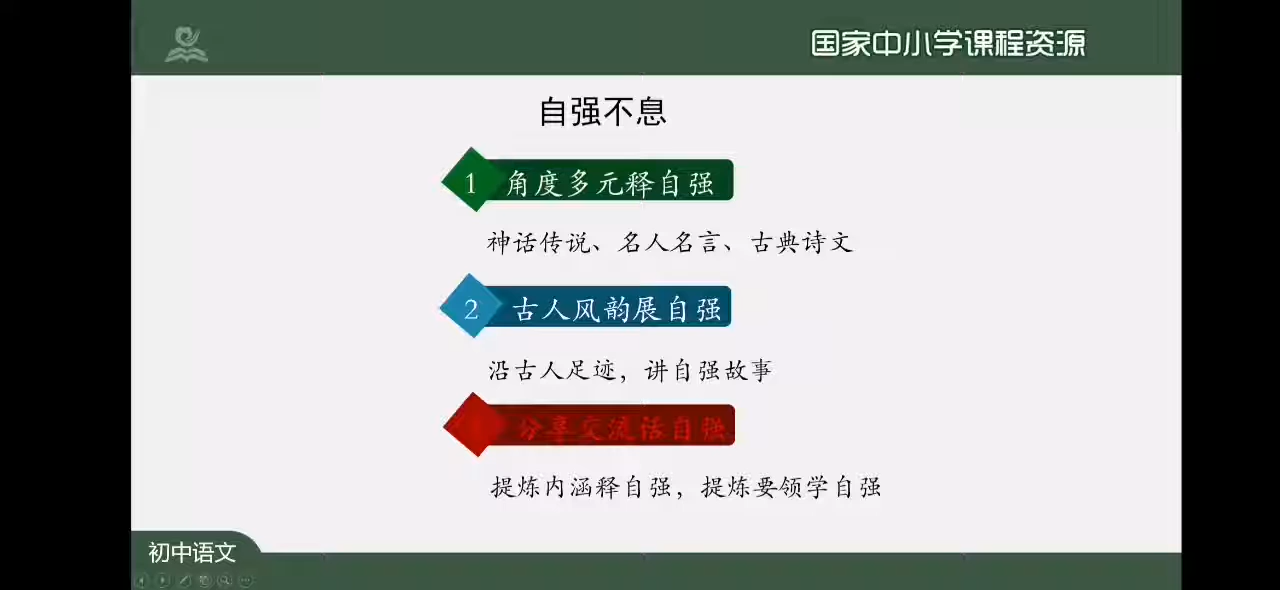 国家中小学课程资源
自强不息
1 角度多元释自强
神话传说、名人名言、古典诗文
2 古人风韵展自强
沿古人足迹，讲自强故事
分享交流话自强
提炼内涵释自强，提炼要领学自强
初中语文